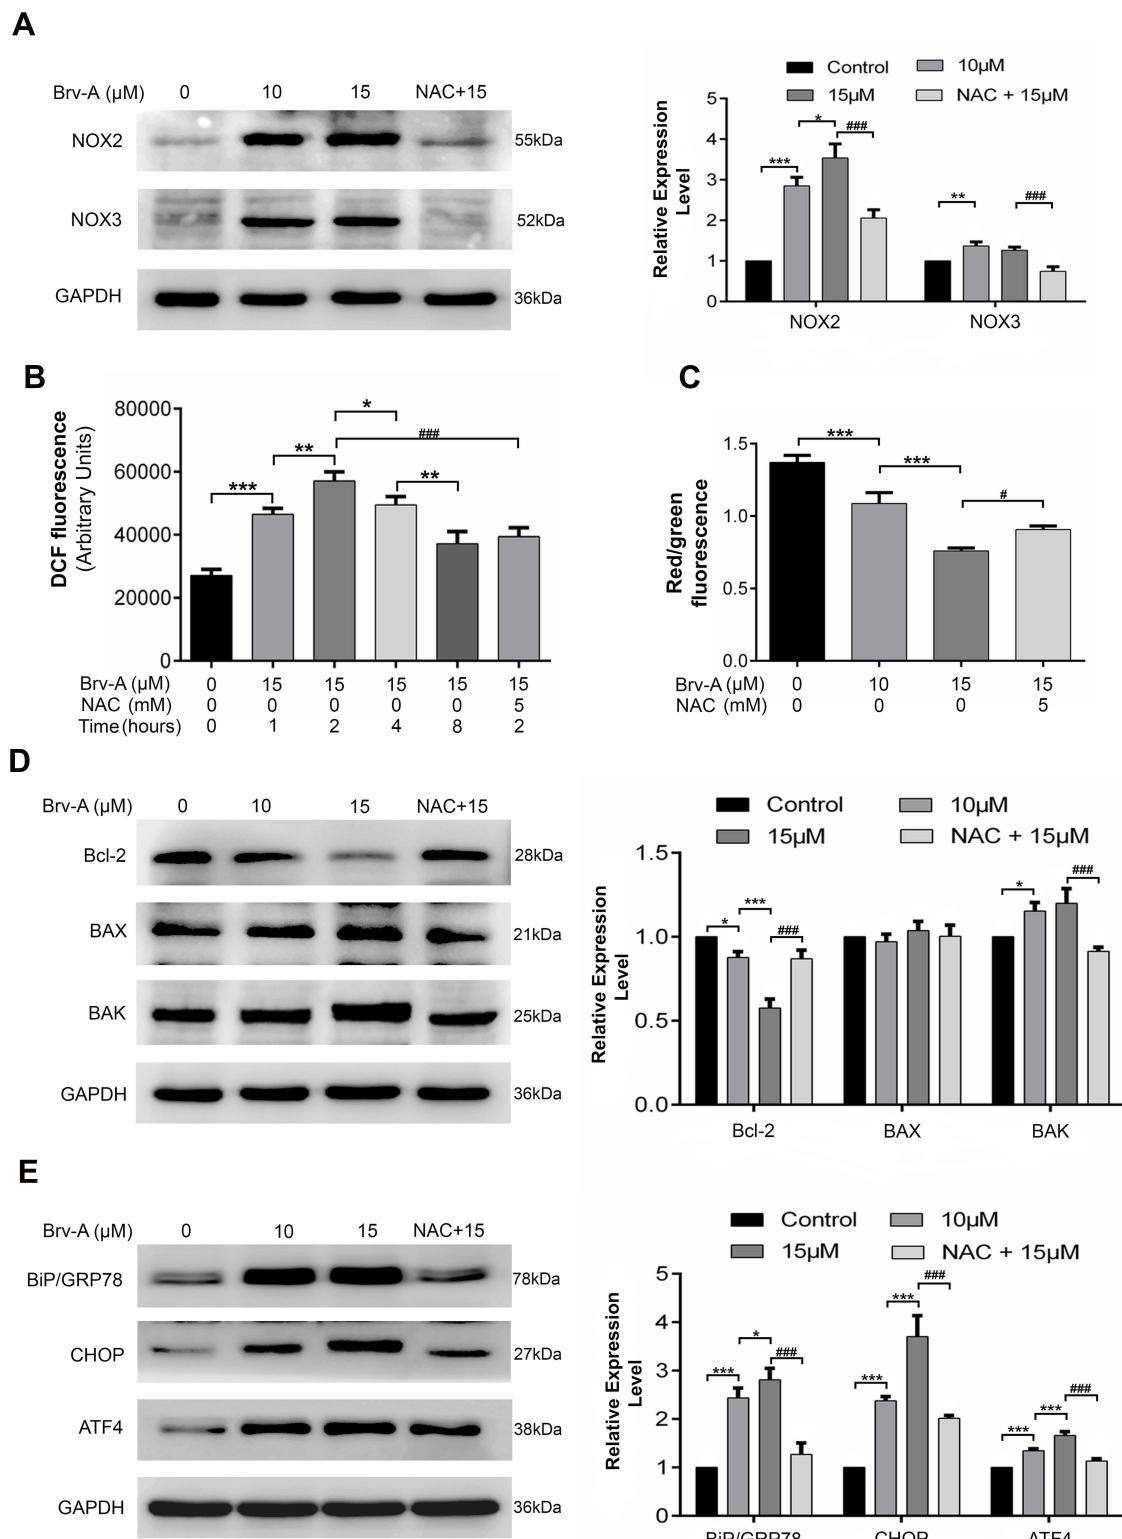 A
Brv-A (µM) 0 10 15 NAC+15
NOX2 55kDa
NOX3 52kDa
GAPDH 36kDa
Control 10µM
15µM NAC + 15µM
Relative Expression
Level
5
4
3
2
1
0
*** * ###
** ###
NOX2 NOX3
B
DCF fluorescence
(Arbitrary Units)
80000
60000
40000
20000
0
*** ** * ### **
Brv-A (µM) 0 15 15 15 15 15
NAC (mM) 0 0 0 0 0 5
Time (hours) 0 1 2 4 8 2
C
Red/green
fluorescence
1.5
1.0
0.5
0.0
*** *** #
Brv-A (µM) 0 10 15 15
NAC (mM) 0 0 0 5
D
Brv-A (µM) 0 10 15 NAC+15
Bcl-2 28kDa
BAX 21kDa
BAK 25kDa
GAPDH 36kDa
Control 10µM
15µM NAC + 15µM
Relative Expression
Level
1.5
1.0
0.5
0.0
* *** ###
* ###
Bcl-2 BAX BAK
E
Brv-A (µM) 0 10 15 NAC+15
BiP/GRP78 78kDa
CHOP 27kDa
ATF4 38kDa
GAPDH 36kDa
Control 10µM
15µM NAC + 15µM
Relative Expression
Level
5
4
3
2
1
0
*** * ###
*** *** ###
*** *** ###
BiP/GRP78 CHOP ATF4